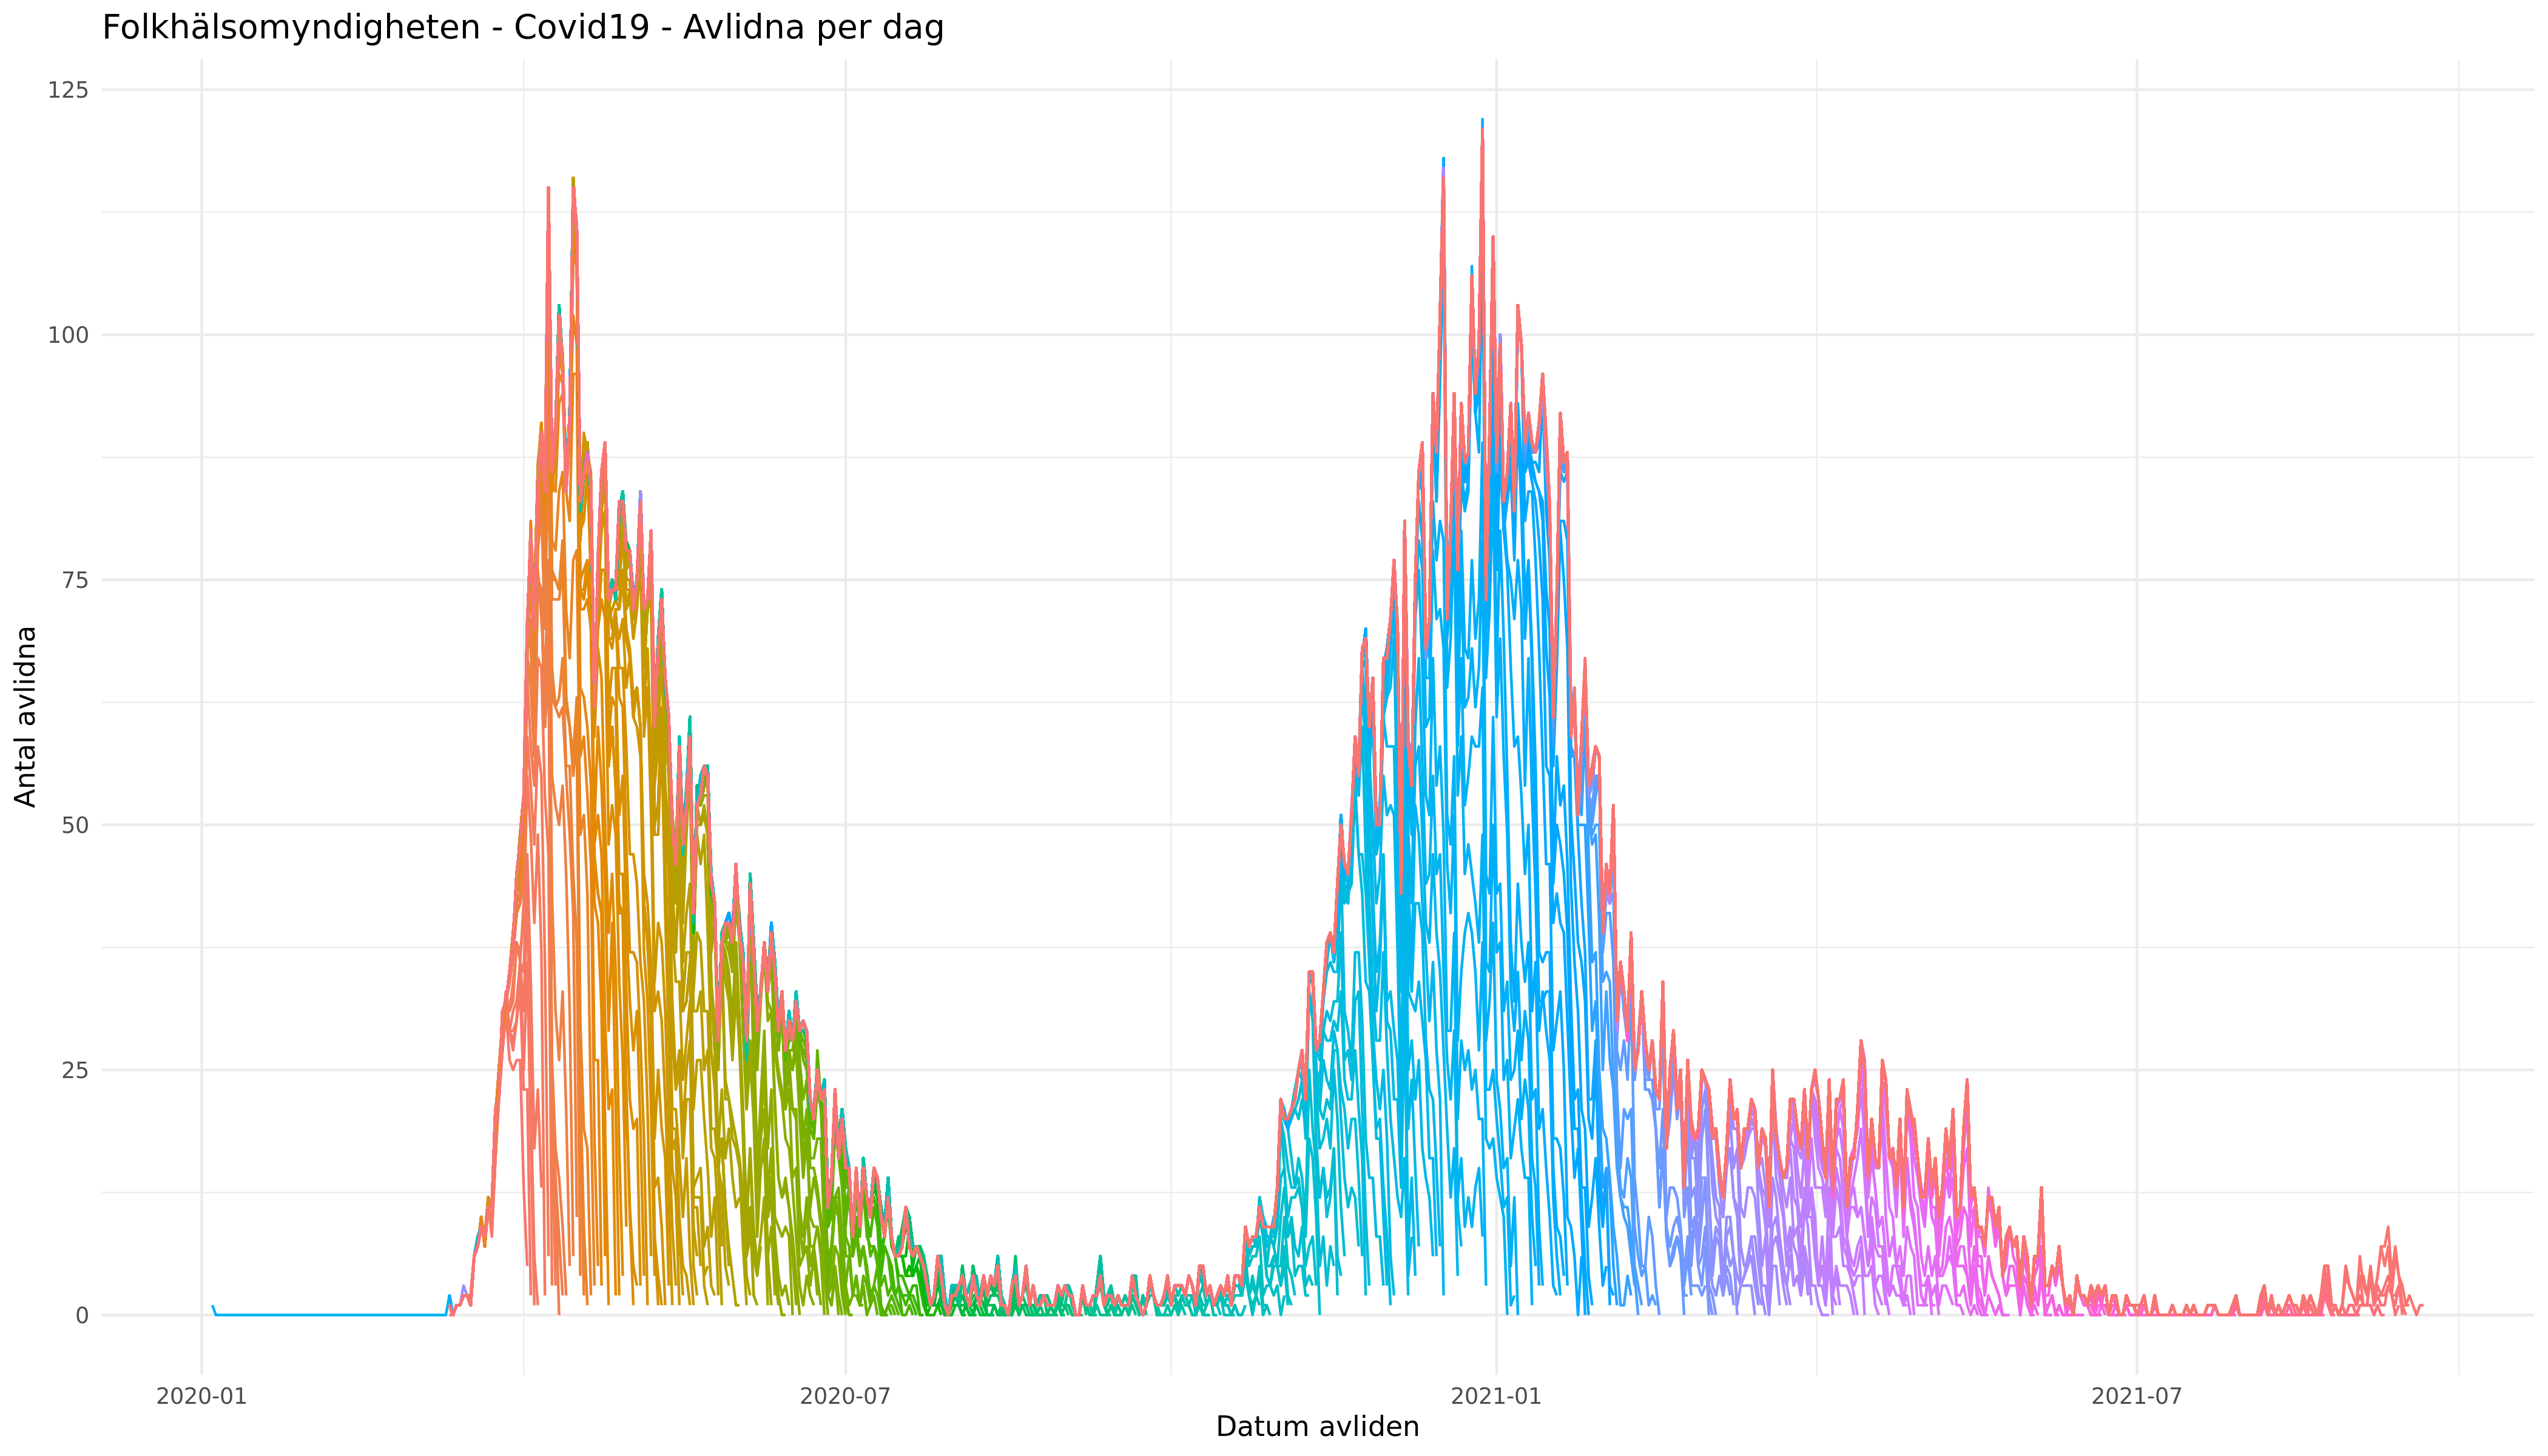 Folkhälsomyndigheten - Covid19 - Avlidna per dag
125
100
75
50
25
0
Antal avlidna
2020-01 2020-07 2021-01 2021-07
Datum avliden